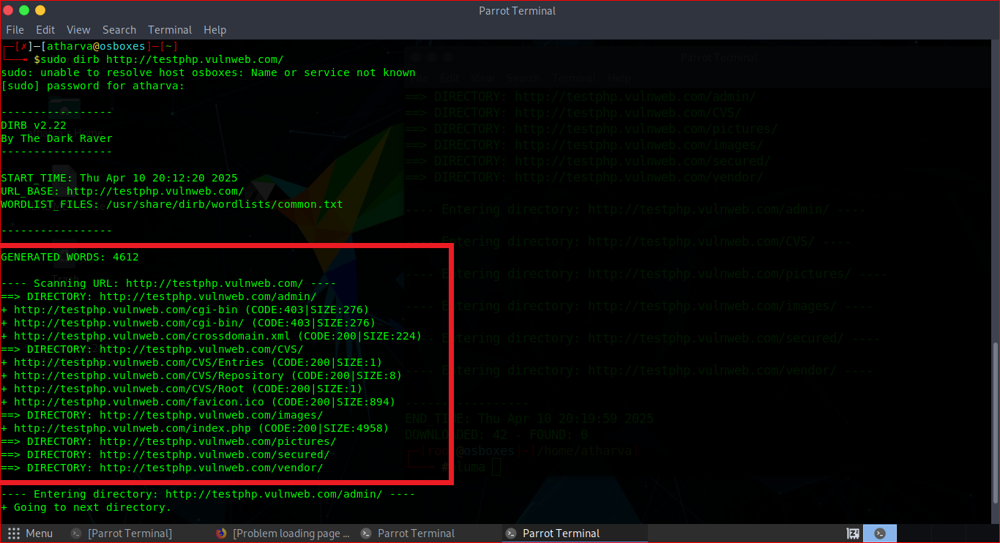 Parrot Terminal
File Edit View Search Terminal Help
┌─[✗]─[atharva@osboxes]─[~]
└──╼ $sudo dirb http://testphp.vulnweb.com/
sudo: unable to resolve host osboxes: Name or service not known
[sudo] password for atharva:
-----------------
DIRB v2.22
By The Dark Raver
-----------------
START_TIME: Thu Apr 10 20:12:20 2025
URL_BASE: http://testphp.vulnweb.com/
WORDLIST_FILES: /usr/share/dirb/wordlists/common.txt
-----------------
GENERATED WORDS: 4612
---- Scanning URL: http://testphp.vulnweb.com/ ----
==> DIRECTORY: http://testphp.vulnweb.com/admin/
+ http://testphp.vulnweb.com/cgi-bin (CODE:403|SIZE:276)
+ http://testphp.vulnweb.com/cgi-bin/ (CODE:403|SIZE:276)
+ http://testphp.vulnweb.com/crossdomain.xml (CODE:200|SIZE:224)
==> DIRECTORY: http://testphp.vulnweb.com/CVS/
+ http://testphp.vulnweb.com/CVS/Entries (CODE:200|SIZE:1)
+ http://testphp.vulnweb.com/CVS/Repository (CODE:200|SIZE:8)
+ http://testphp.vulnweb.com/CVS/Root (CODE:200|SIZE:1)
+ http://testphp.vulnweb.com/favicon.ico (CODE:200|SIZE:894)
==> DIRECTORY: http://testphp.vulnweb.com/images/
+ http://testphp.vulnweb.com/index.php (CODE:200|SIZE:4958)
==> DIRECTORY: http://testphp.vulnweb.com/pictures/
==> DIRECTORY: http://testphp.vulnweb.com/secured/
==> DIRECTORY: http://testphp.vulnweb.com/vendor/
---- Entering directory: http://testphp.vulnweb.com/admin/ ----
+ Going to next directory.
Parrot Terminal
Edit View Search Terminal Help
==> DIRECTORY: http://testphp.vulnweb.com/admin/
==> DIRECTORY: http://testphp.vulnweb.com/CVS/
==> DIRECTORY: http://testphp.vulnweb.com/pictures/
==> DIRECTORY: http://testphp.vulnweb.com/images/
==> DIRECTORY: http://testphp.vulnweb.com/secured/
==> DIRECTORY: http://testphp.vulnweb.com/vendor/
---- Entering directory: http://testphp.vulnweb.com/admin/ ----
---- Entering directory: http://testphp.vulnweb.com/CVS/ ----
---- Entering directory: http://testphp.vulnweb.com/pictures/ ----
---- Entering directory: http://testphp.vulnweb.com/images/ ----
---- Entering directory: http://testphp.vulnweb.com/secured/ ----
---- Entering directory: http://testphp.vulnweb.com/vendor/ ----
-----------------
END_TIME: Thu Apr 10 20:19:59 2025
DOWNLOADED: 42 - FOUND: 0
┌─[root@osboxes]─[/home/atharva]
Menu [Parrot Terminal] [Problem loading page ... Parrot Terminal Parrot Terminal